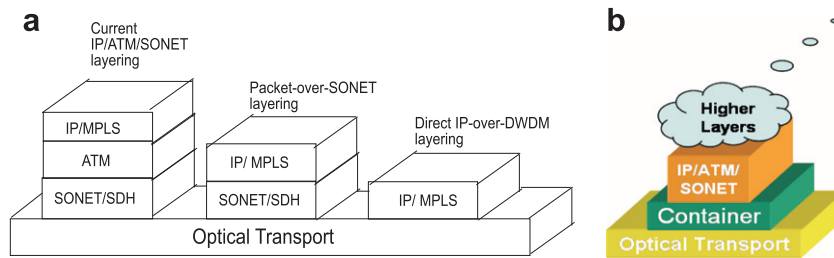 a
Current
IP/ATM/SONET
layering
IP/MPLS
ATM
SONET/SDH
Packet-over-SONET
layering
IP/ MPLS
SONET/SDH
Direct IP-over-DWDM
layering
IP/ MPLS
Optical Transport
b
Higher
Layers
IP/ATM/
SONET
Container
Optical Transport